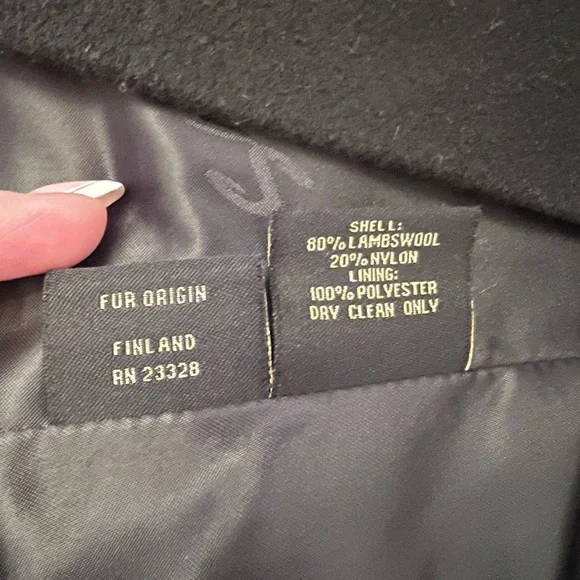 FUR ORIGIN
FINLAND
RN 23328
SHELL:
80% LAMBSWOOL
20% NYLON
LINING:
100% POLYESTER
DRY CLEAN ONLY